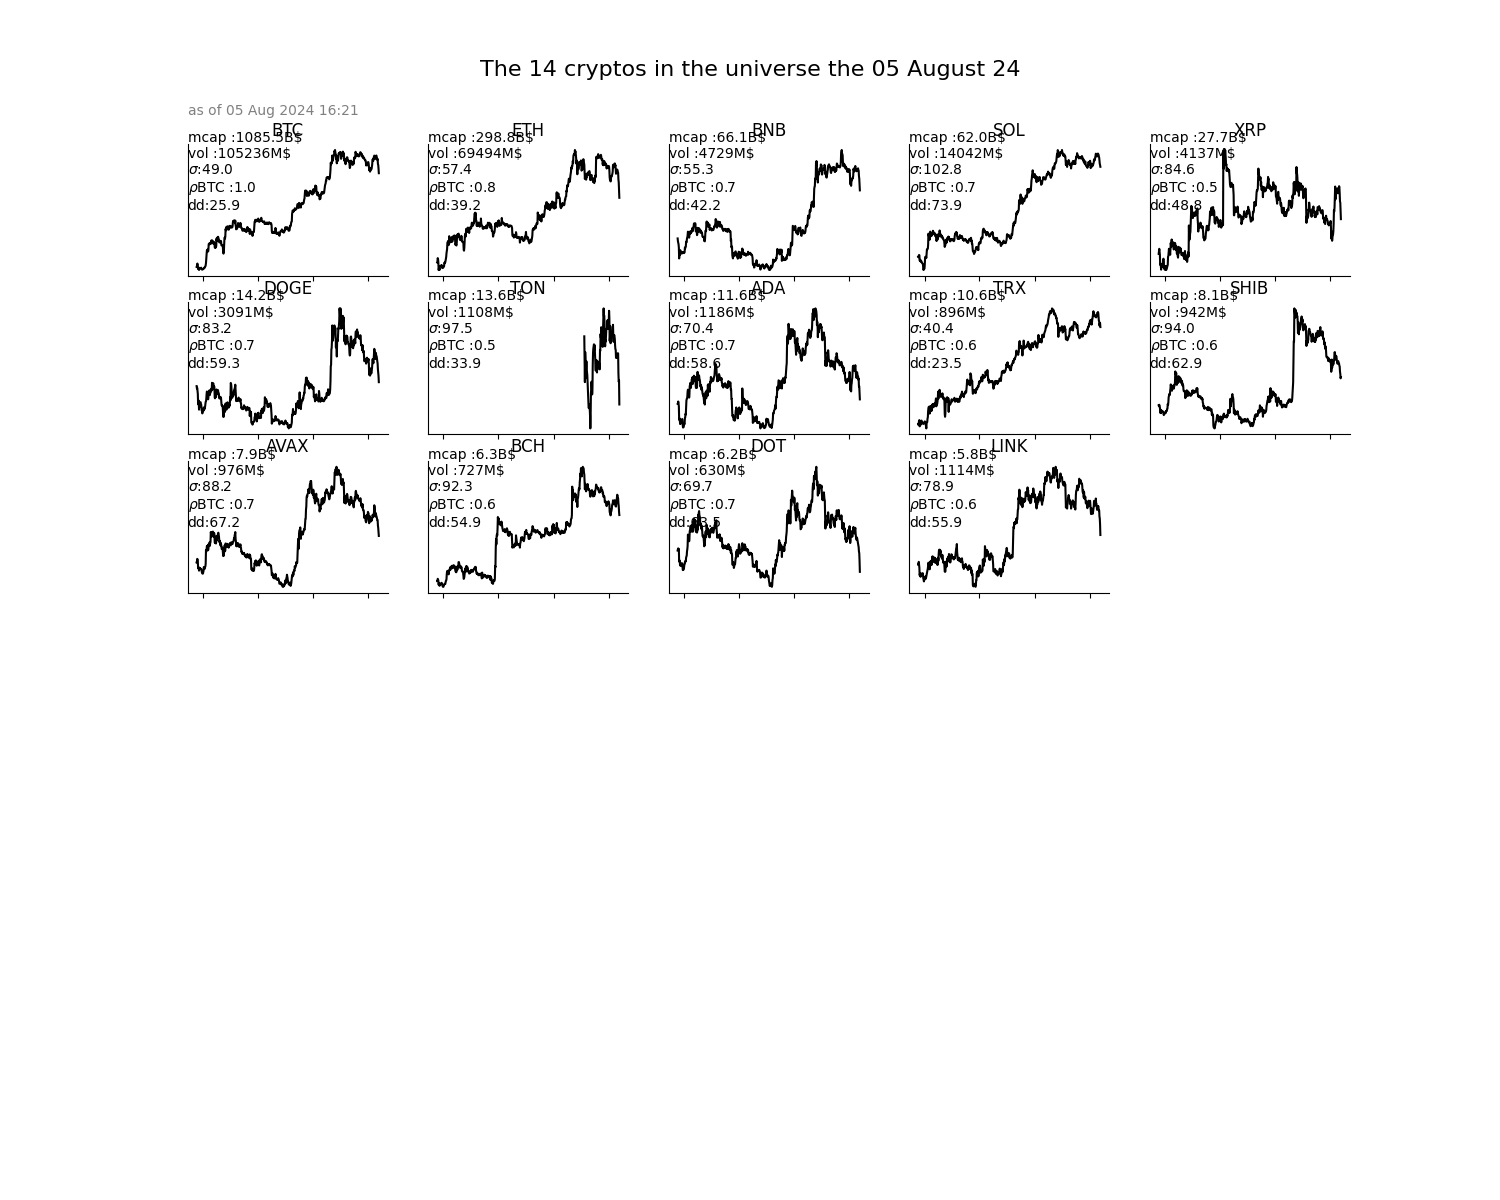 The 14 cryptos in the universe the 05 August 24
as of 05 Aug 2024 16:21
BTC
mcap :1085.5B$
vol :105236M$
σ:49.0
ρBTC :1.0
dd:25.9
ETH
mcap :298.8B$
vol :69494M$
σ:57.4
ρBTC :0.8
dd:39.2
BNB
mcap :66.1B$
vol :4729M$
σ:55.3
ρBTC :0.7
dd:42.2
SOL
mcap :62.0B$
vol :14042M$
σ:102.8
ρBTC :0.7
dd:73.9
XRP
mcap :27.7B$
vol :4137M$
σ:84.6
ρBTC :0.5
dd:48.8
DOGE
mcap :14.2B$
vol :3091M$
σ:83.2
ρBTC :0.7
dd:59.3
TON
mcap :13.6B$
vol :1108M$
σ:97.5
ρBTC :0.5
dd:33.9
ADA
mcap :11.6B$
vol :1186M$
σ:70.4
ρBTC :0.7
dd:58.6
TRX
mcap :10.6B$
vol :896M$
σ:40.4
ρBTC :0.6
dd:23.5
SHIB
mcap :8.1B$
vol :942M$
σ:94.0
ρBTC :0.6
dd:62.9
AVAX
mcap :7.9B$
vol :976M$
σ:88.2
ρBTC :0.7
dd:67.2
BCH
mcap :6.3B$
vol :727M$
σ:92.3
ρBTC :0.6
dd:54.9
DOT
mcap :6.2B$
vol :630M$
σ:69.7
ρBTC :0.7
LINK
mcap :5.8B$
vol :1114M$
σ:78.9
ρBTC :0.6
dd:55.9